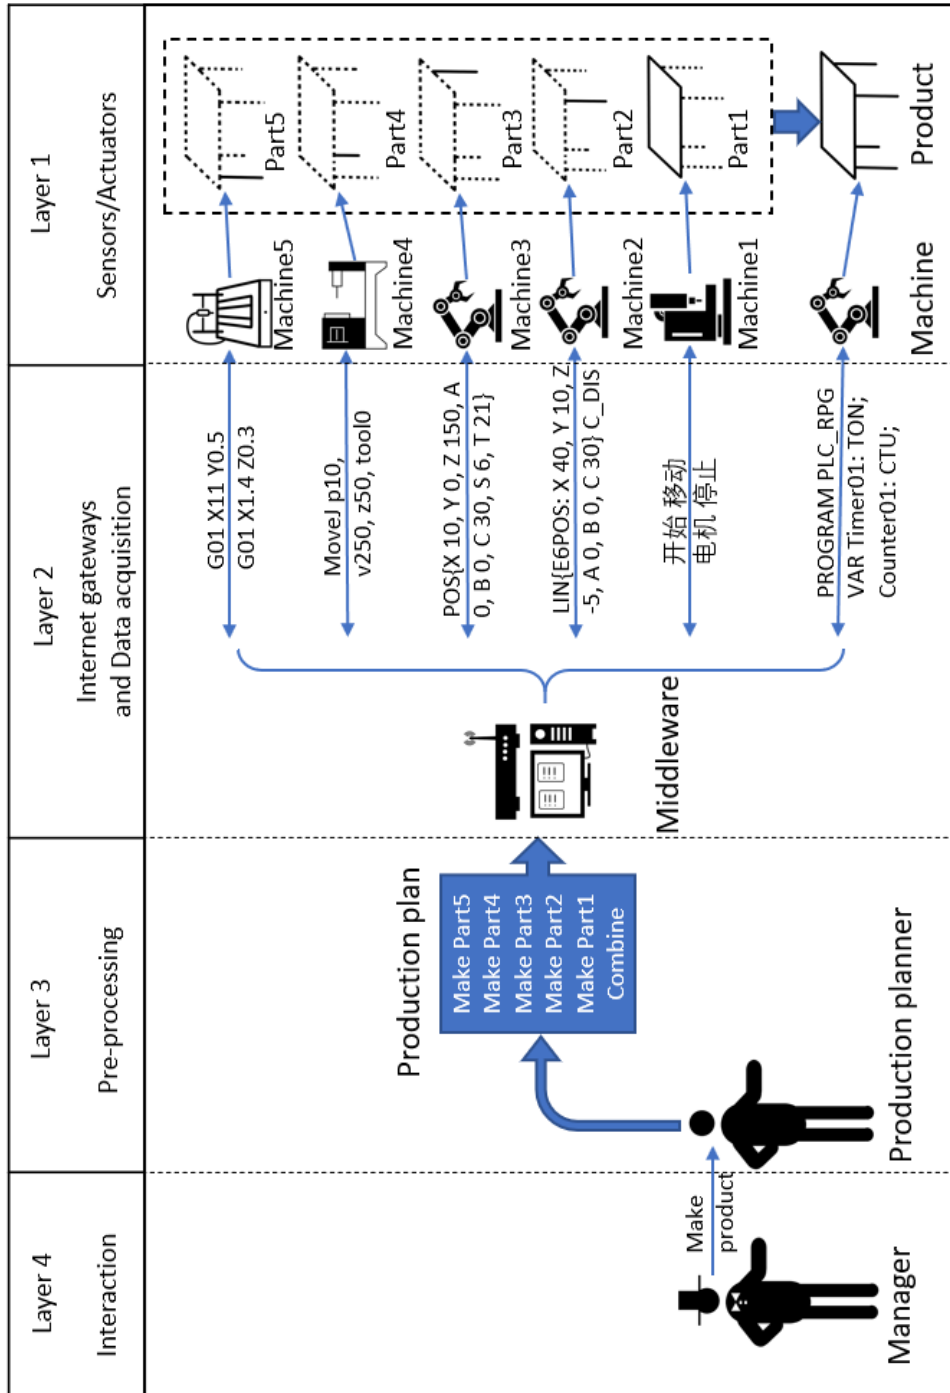 Layer 4
Interaction
Layer 3
Pre-processing
Layer 2
Internet gateways
and Data acquisition
Layer 1
Sensors/Actuators
Manager
Make
product
Production planner
Production plan
Make Part5
Make Part4
Make Part3
Make Part2
Make Part1
Combine
Middleware
G01 X11 Y0.5
G01 X1.4 Z0.3
MoveJ p10,
v250, z50, tool0
POS{X 10, Y 0, Z 150, A
0, B 0, C 30, S 6, T 21}
LIN{E6POS: X 40, Y 10, Z
-5, A 0, B 0, C 30} C_DIS
开始 移动
电机 停止
PROGRAM PLC_RPG
VAR Timer01: TON;
Counter01: CTU;
Machine5
Machine4
Machine3
Machine2
Machine1
Machine
Part5
Part4
Part3
Part2
Part1
Product